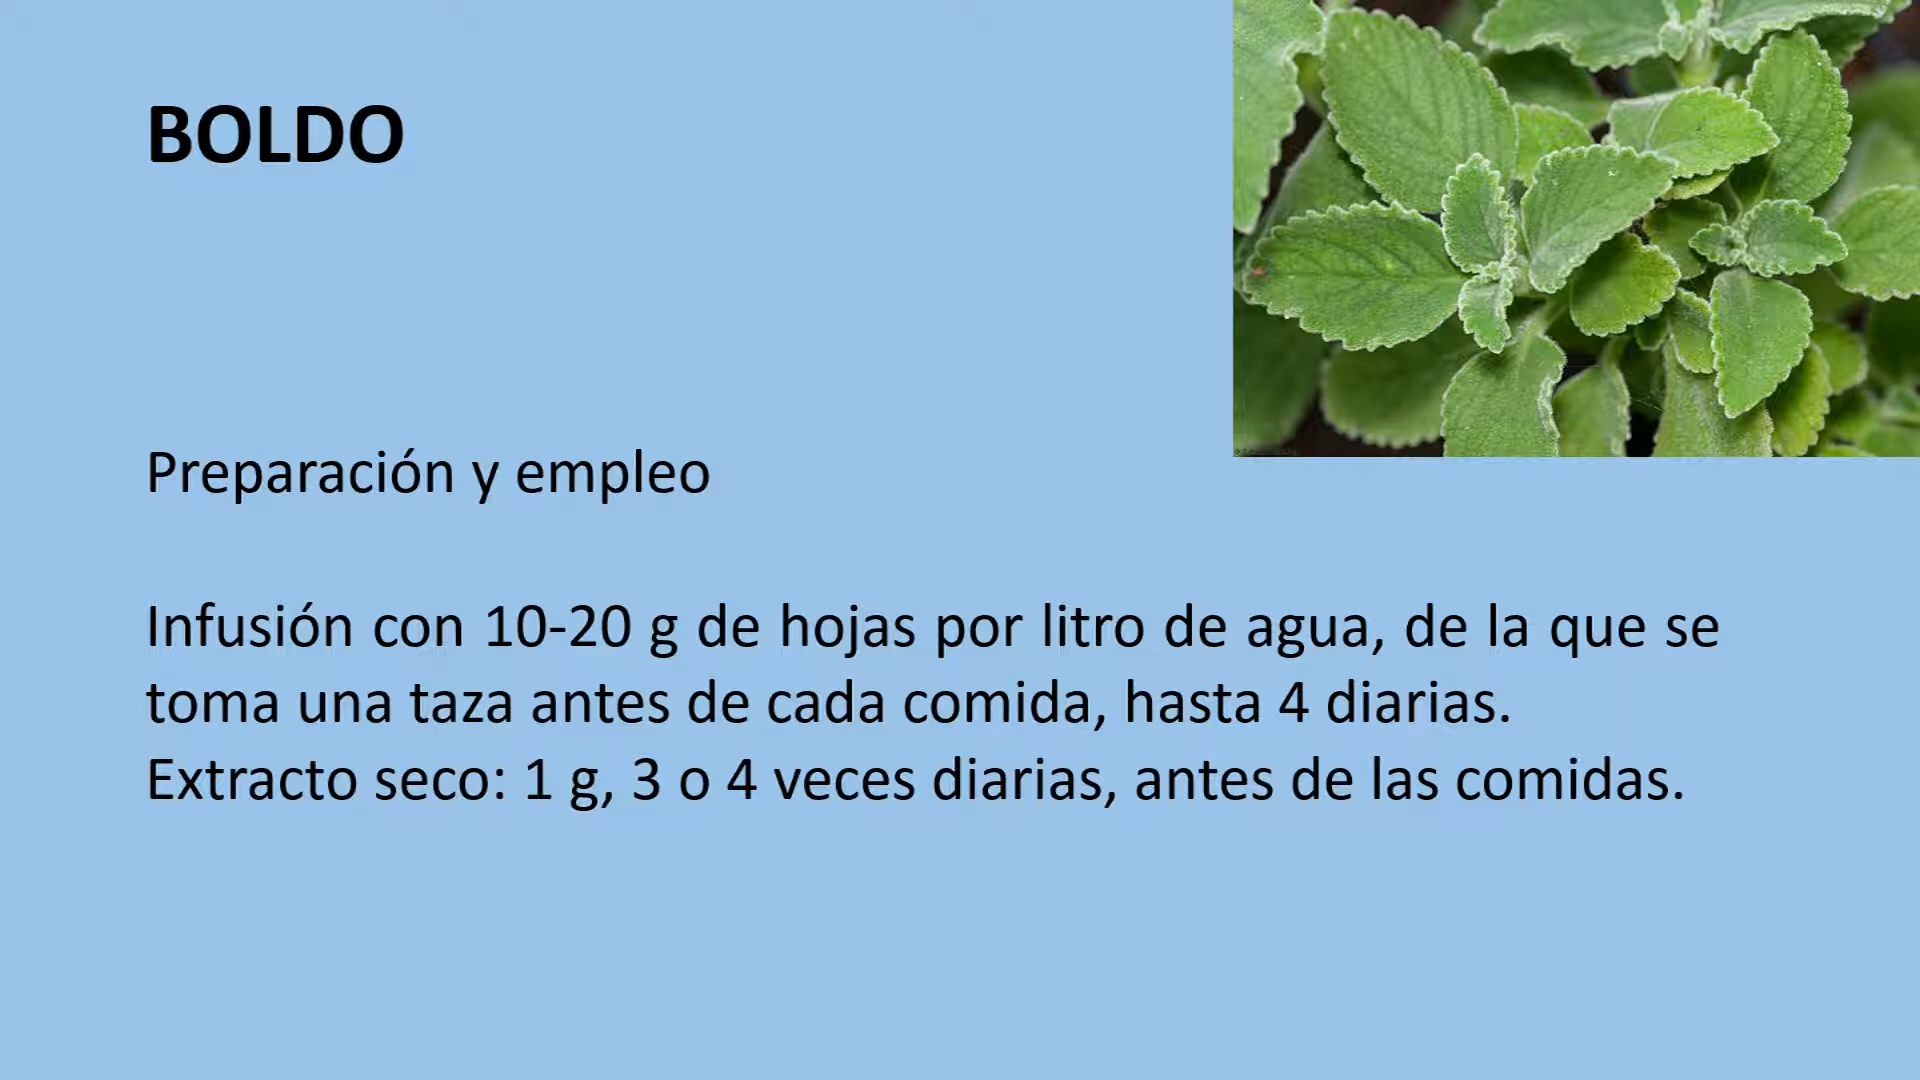 BOLDO
Preparación y empleo
Infusión con 10-20 g de hojas por litro de agua, de la que se
toma una taza antes de cada comida, hasta 4 diarias.
Extracto seco: 1 g, 3 o 4 veces diarias, antes de las comidas.